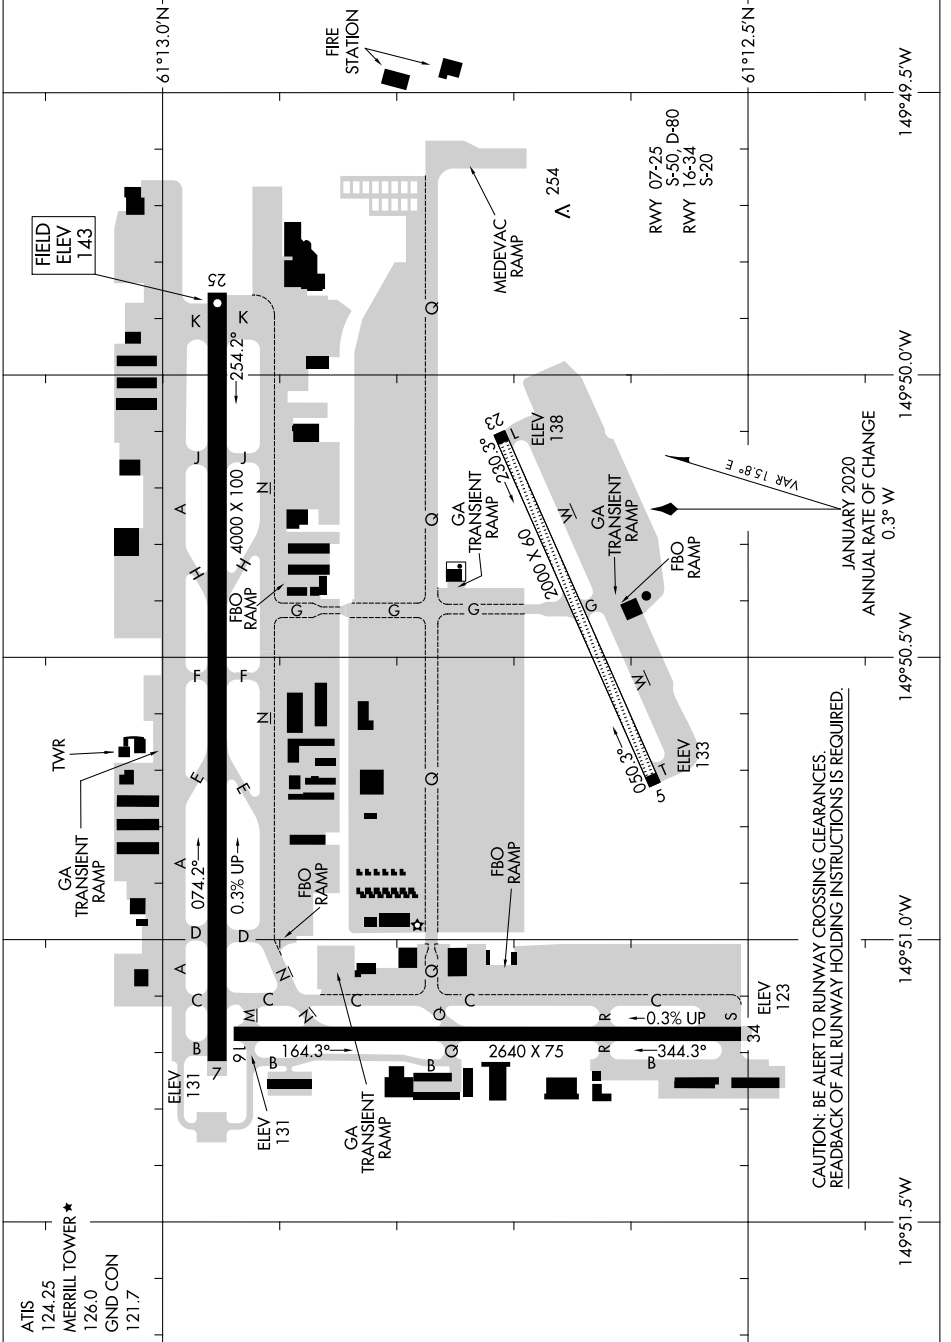 ATIS
124.25
MERRILL TOWER ★
126.0
GND CON
121.7
FIELD
ELEV
143
61°13.0'N
61°12.5'N
FIRE
STATION
149°49.5'W
149°50.0'W
149°50.5'W
149°51.0'W
149°51.5'W
RWY 07-25
S-50, D-80
RWY 16-34
S-20
254
MEDEVAC
RAMP
25
K
K
254.2°
J
J
4000 X 100
A
N
H
H
FBO
RAMP
G
G
G
G
Q
Q
Q
Q
Q
Q
GA
TRANSIENT
RAMP
23
230.3°
1
ELEV
138
2000 X 60
W
W
GA
TRANSIENT
RAMP
FBO
RAMP
VAR 15.8° E
JANUARY 2020
ANNUAL RATE OF CHANGE
0.3° W
F
F
N
TWR
GA
TRANSIENT
RAMP
E
E
A
074.2°
0.3% UP
D
D
A
FBO
RAMP
N
N
FBO
RAMP
050.3°
5
1
ELEV
133
C
C
C
C
C
M
B
B
B
B
7
16
ELEV
131
ELEV
131
164.3°
2640 X 75
344.3°
0.3% UP
R
R
S
34
ELEV
123
GA
TRANSIENT
RAMP
CAUTION: BE ALERT TO RUNWAY CROSSING CLEARANCES.
READBACK OF ALL RUNWAY HOLDING INSTRUCTIONS IS REQUIRED.